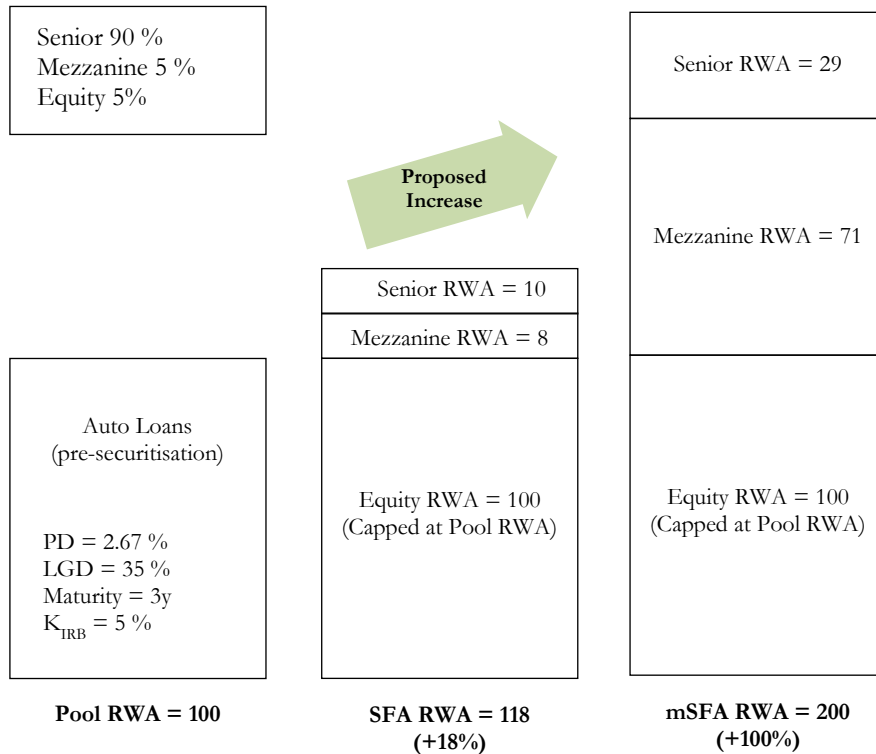 Senior 90 %
Mezzanine 5 %
Equity 5%
Auto Loans
(pre-securitisation)
PD = 2.67 %
LGD = 35 %
Maturity = 3y
K_IRB = 5 %
Pool RWA = 100
Proposed
Increase
Senior RWA = 10
Mezzanine RWA = 8
Equity RWA = 100
(Capped at Pool RWA)
SFA RWA = 118
(+18%)
Senior RWA = 29
Mezzanine RWA = 71
Equity RWA = 100
(Capped at Pool RWA)
mSFA RWA = 200
(+100%)